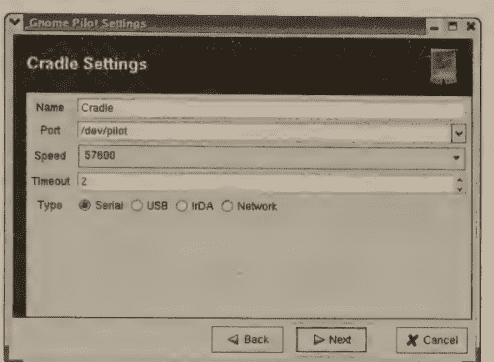 Gnome Pilot Settings
Cradle Settings
Name Cradle
Port /dev/pilot
Speed 57600
Timeout 2
Type Serial USB IrDA Network
Back Next Cancel